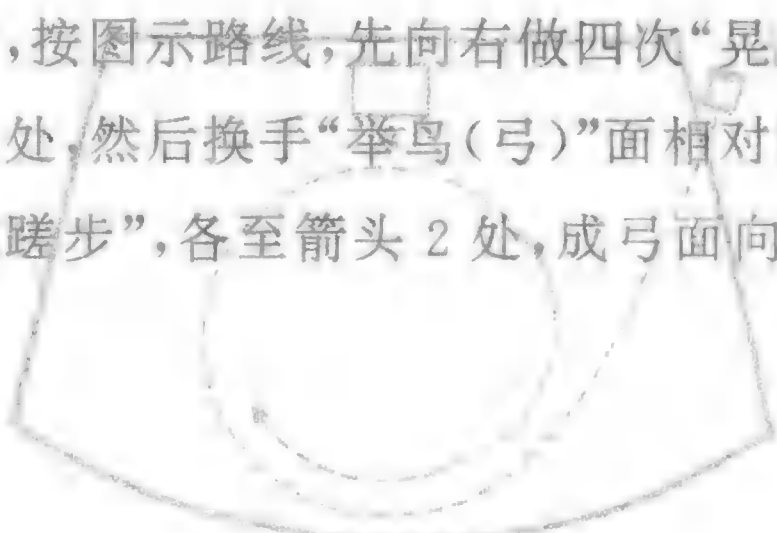 ，按图示路线，先向右做四次“晃
处，然后换手“举鸟（弓）”面相对
蹉步”，各至箭头 2 处，成弓面向